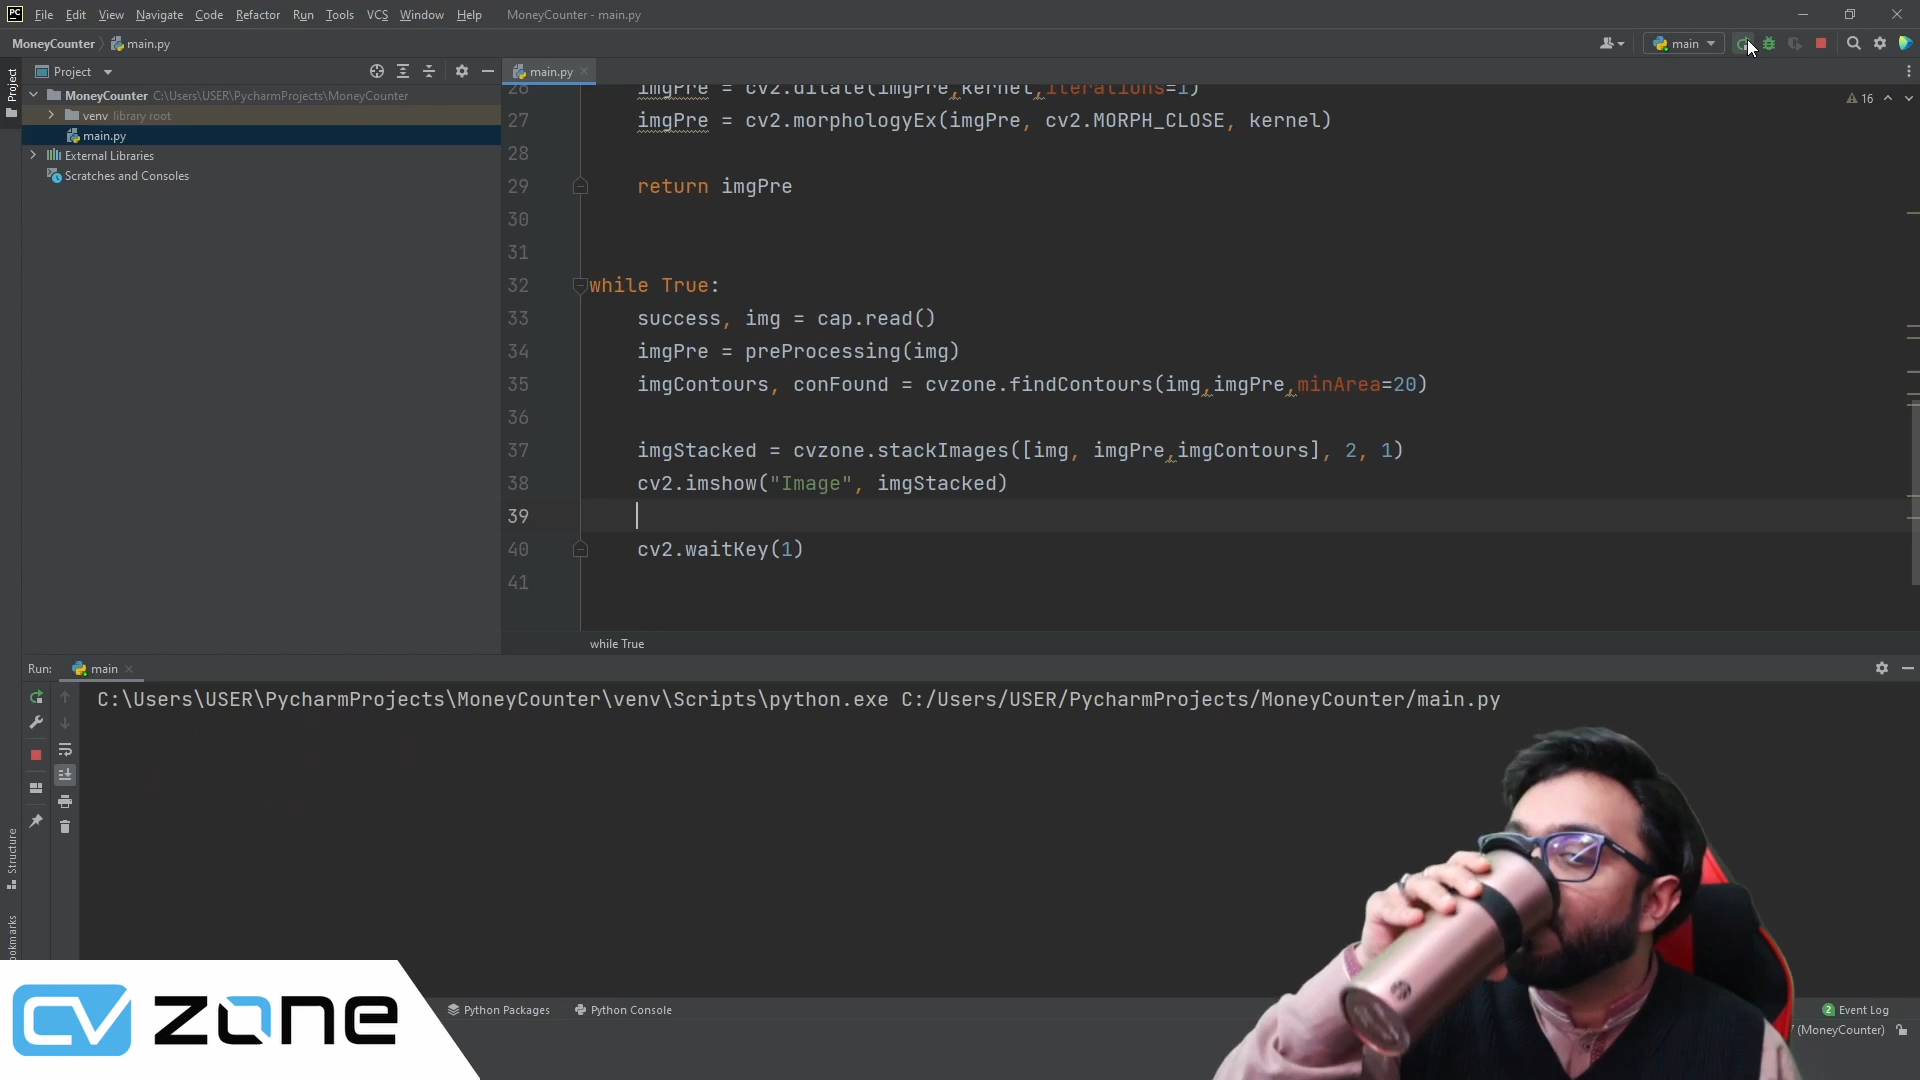 PC File Edit View Navigate Code Refactor Run Tools VCS Window Help MoneyCounter - main.py
MoneyCounter main.py main
Project main.py
Project
MoneyCounter C:\Users\USER\PycharmProjects\MoneyCounter
venv library root
main.py
External Libraries
Scratches and Consoles
16
26 imgPre = cv2.dilate(imgPre,kernel,iterations=1)
27 imgPre = cv2.morphologyEx(imgPre, cv2.MORPH_CLOSE, kernel)
28
29 return imgPre
30
31
32 while True:
33 success, img = cap.read()
34 imgPre = preProcessing(img)
35 imgContours, conFound = cvzone.findContours(img,imgPre,minArea=20)
36
37 imgStacked = cvzone.stackImages([img, imgPre,imgContours], 2, 1)
38 cv2.imshow("Image", imgStacked)
39
40 cv2.waitKey(1)
41
while True
Run: main
C:\Users\USER\PycharmProjects\MoneyCounter\venv\Scripts\python.exe C:/Users/USER/PycharmProjects/MoneyCounter/main.py
Structure
CV ZONE
Python Packages Python Console 2 Event Log
(MoneyCounter)